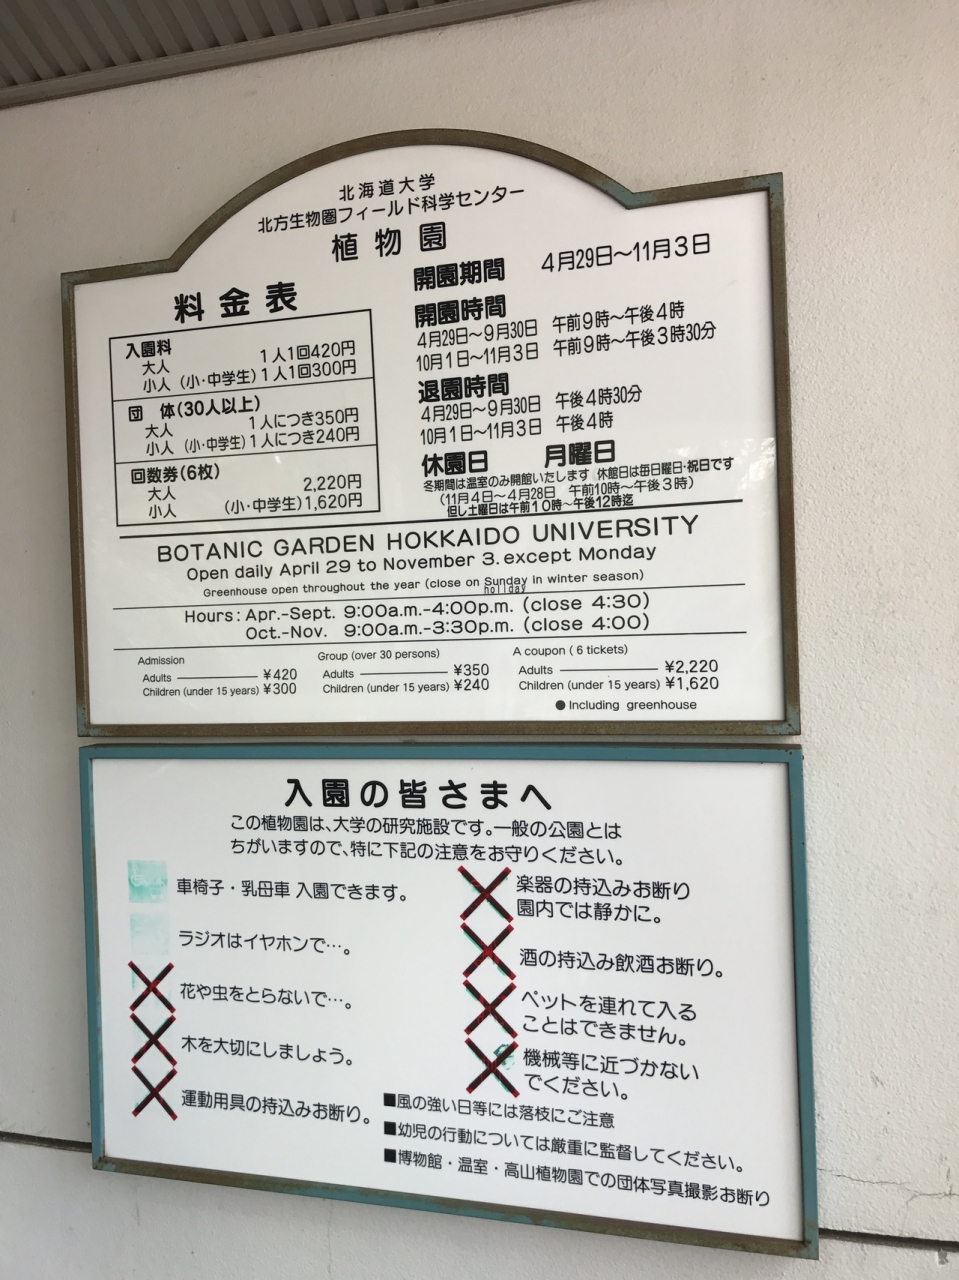 北海道大学
北方生物圏フィールド科学センター
植物園
料金表
入園料
大人 1人1回420円
小人 (小・中学生) 1人1回300円
団 体 (30人以上)
大人 1人につき350円
小人 (小・中学生) 1人につき240円
回数券 (6枚)
大人 2,220円
小人 (小・中学生) 1,620円
開園期間 4月29日〜11月3日
開園時間
4月29日〜9月30日 午前9時〜午後4時
10月1日〜11月3日 午前9時〜午後3時30分
退園時間
4月29日〜9月30日 午後4時30分
10月1日〜11月3日 午後4時
休園日 月曜日
冬期間は温室のみ開館いたします 休館日は毎日曜日・祝日です
(11月4日〜4月28日 午前10時〜午後3時)
但し土曜日は午前10時〜午後12時迄
BOTANIC GARDEN HOKKAIDO UNIVERSITY
Open daily April 29 to November 3. except Monday
Greenhouse open throughout the year (close on Sunday in winter season)
holiday
Hours: Apr.-Sept. 9:00a.m.-4:00p.m. (close 4:30)
Oct.-Nov. 9:00a.m.-3:30p.m. (close 4:00)
Admission
Adults ¥420
Children (under 15 years) ¥300
Group (over 30 persons)
Adults ¥350
Children (under 15 years) ¥240
A coupon (6 tickets)
Adults ¥2,220
Children (under 15 years) ¥1,620
●Including greenhouse
入園の皆さまへ
この植物園は、大学の研究施設です。一般の公園とは
ちがいますので、特に下記の注意をお守りください。
車椅子・乳母車 入園できます。
ラジオはイヤホンで…。
花や虫をとらないで…。
木を大切にしましょう。
運動用具の持込みお断り。
楽器の持込みお断り
園内では静かに。
酒の持込み飲酒お断り。
ペットを連れて入る
ことはできません。
機械等に近づかない
でください。
■風の強い日等には落枝にご注意
■幼児の行動については厳重に監督してください。
■博物館・温室・高山植物園での団体写真撮影お断り